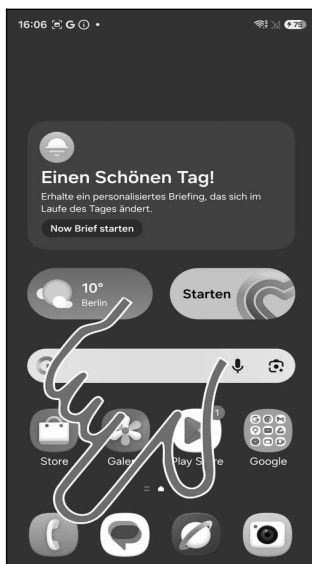 16:06 G
75
Einen Schönen Tag!
Erhalte ein personalisiertes Briefing, das sich im
Laufe des Tages ändert.
Now Brief starten
10°
Berlin
Starten
1
Store
Play Store
Google